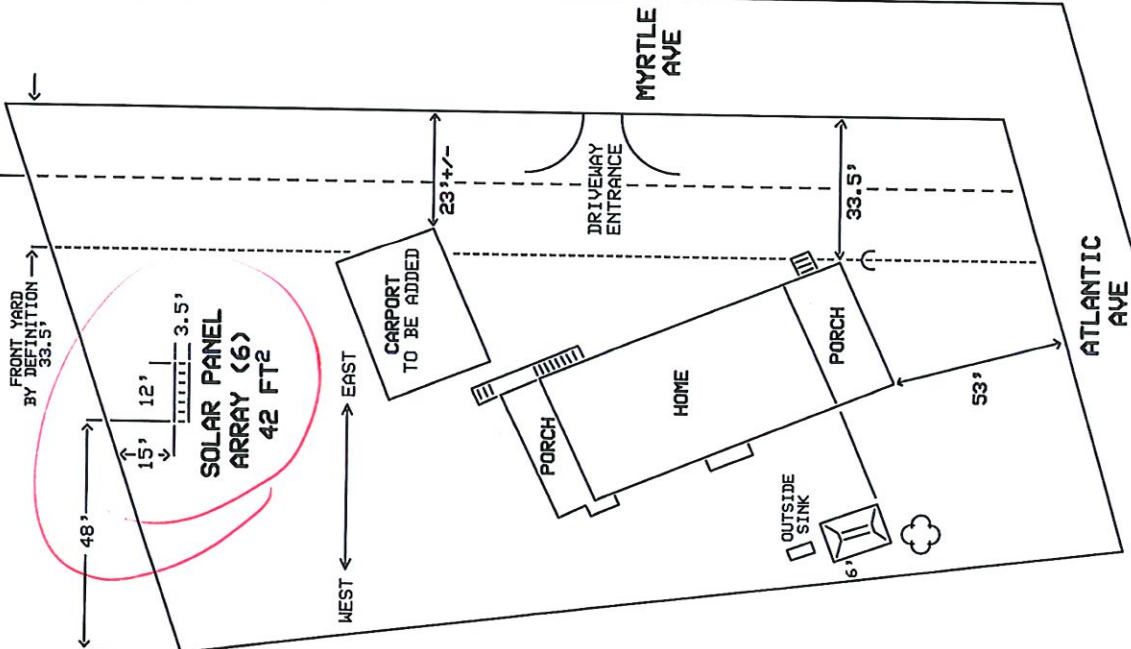 FRONT YARD
BY DEFINITION
33.5'
48'
15'
12'
3.5'
SOLAR PANEL
ARRAY (6)
42 FT²
MYRTLE
AVE
23'+/-
DRIVEWAY
ENTRANCE
CARPORT
TO BE ADDED
WEST
EAST
33.5'
PORCH
HOME
PORCH
OUTSIDE
SINK
6'
53'
ATLANTIC
AVE